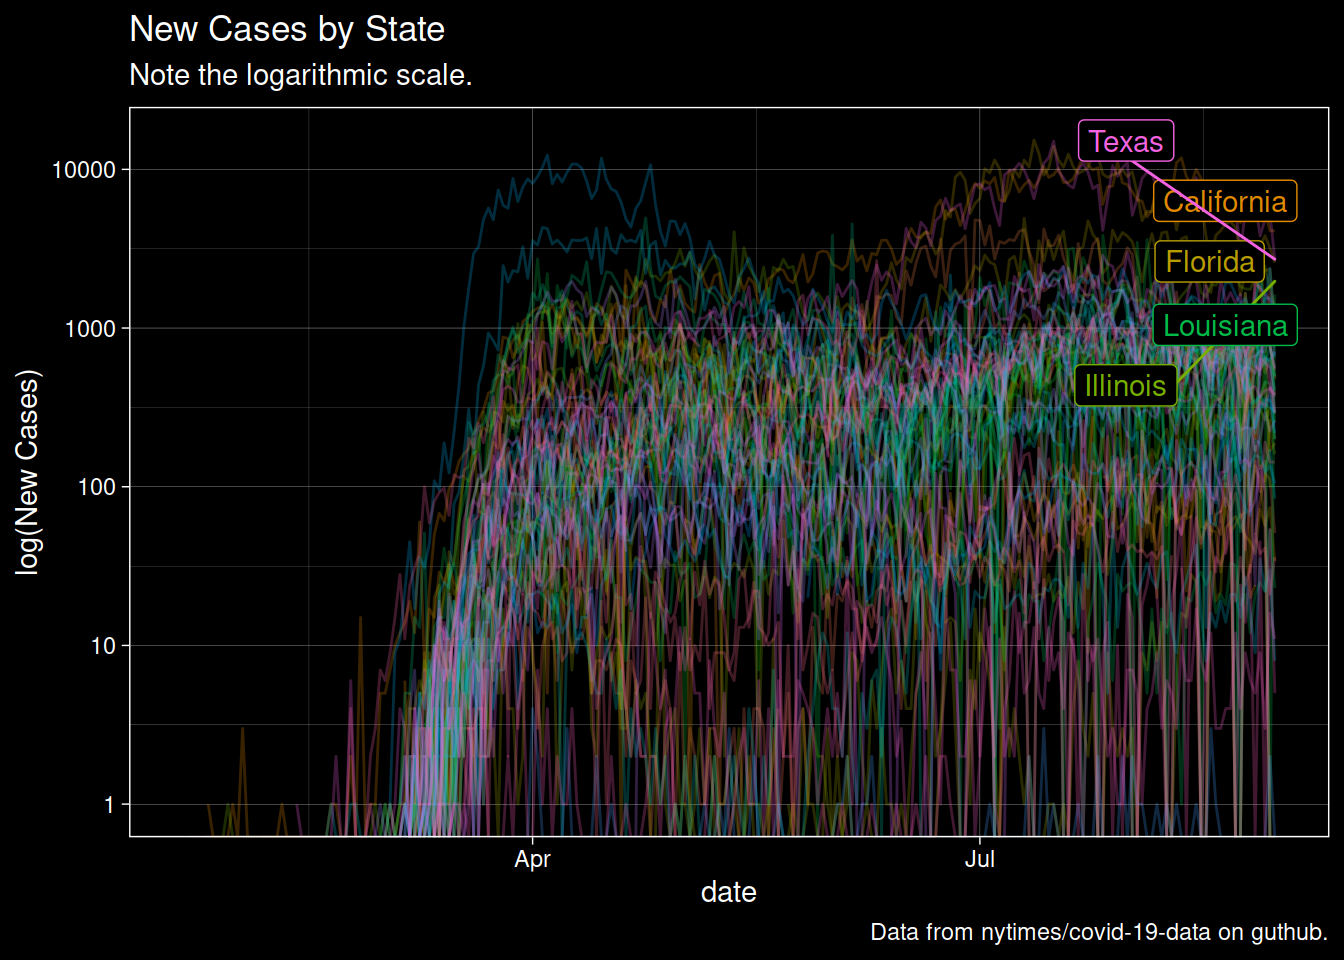 New Cases by State
Note the logarithmic scale.
log(New Cases)
10000
1000
100
10
1
Texas
California
Florida
Louisiana
Illinois
Apr
Jul
date
Data from nytimes/covid-19-data on guthub.